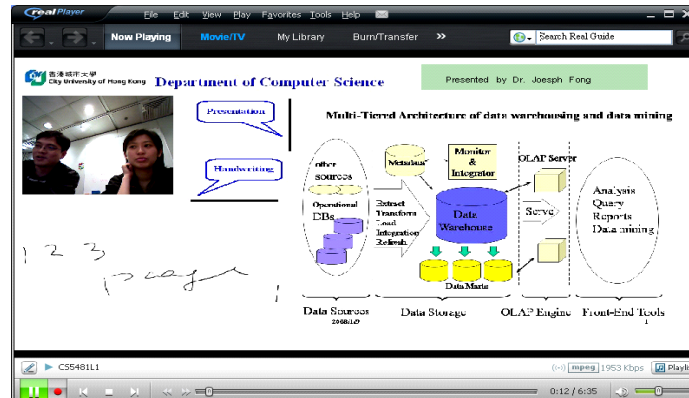 real Player
File Edit View Play Favorites Tools Help
Now Playing Movie/TV My Library Burn/Transfer >> Search Real Guide
香港城市大學
City University of Hong Kong
Department of Computer Science
Presented by Dr. Joesph Fong
Presentation
Handwriting
1 2 3
Multi-Tiered Architecture of data warehousing and data mining
other
sources
Operational
DBs
Metadata
Monitor
&
Integrator
OLAP Server
Extract
Transform
Load
Integration
Refresh
Data
Warehouse
Serve
Analysis
Query
Reports
Data mining
Data Marts
Data Sources Data Storage OLAP Engine Front-End Tools
1
CS5481L1
mpeg 1953 Kbps Playlis
0:12 / 6:35